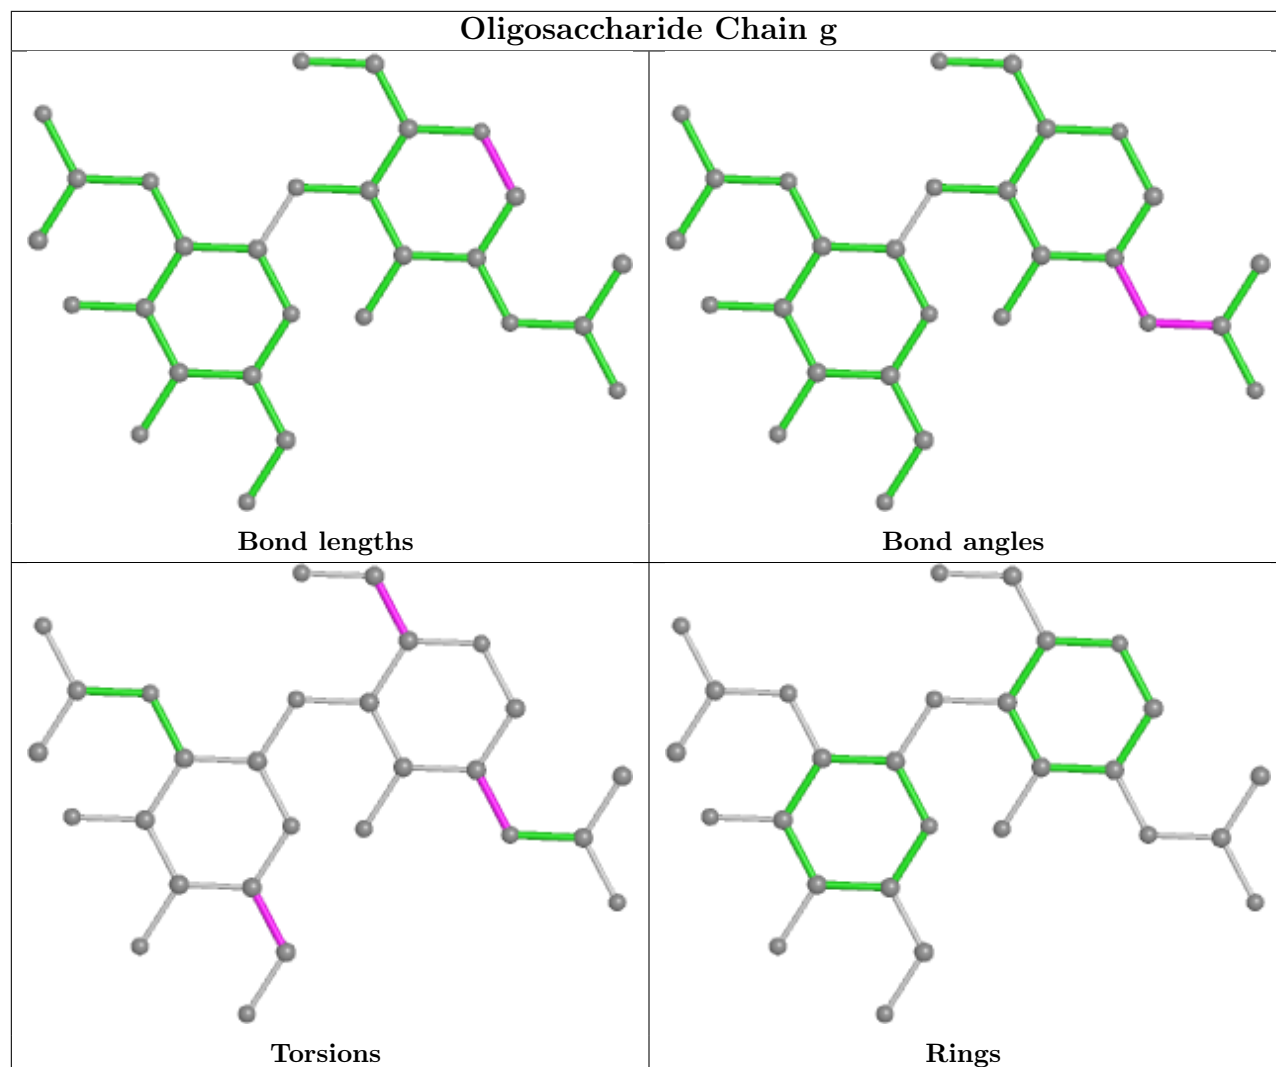 Oligosaccharide Chain g
Bond lengths
Bond angles
Torsions
Rings